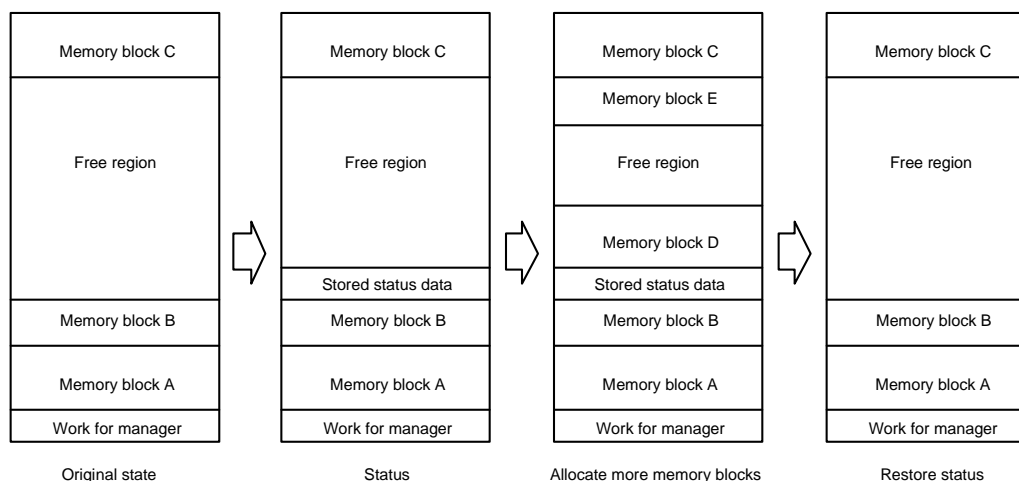 Memory block C
Free region
Memory block B
Memory block A
Work for manager
Original state
Memory block C
Free region
Stored status data
Memory block B
Memory block A
Work for manager
Status
Memory block C
Memory block E
Free region
Memory block D
Stored status data
Memory block B
Memory block A
Work for manager
Allocate more memory blocks
Memory block C
Free region
Memory block B
Memory block A
Work for manager
Restore status